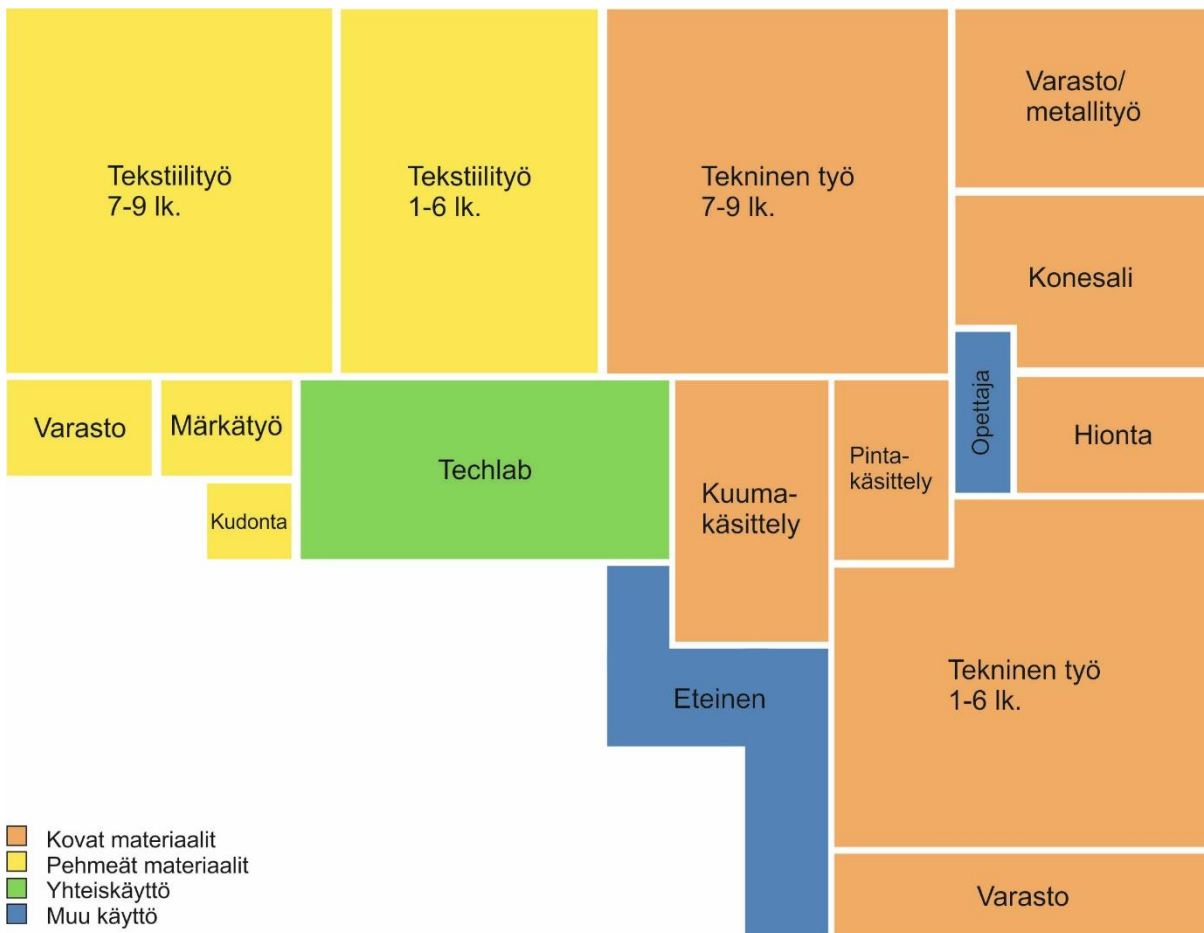 Tekstiilityö
7-9 lk.
Tekstiilityö
1-6 lk.
Tekninen työ
7-9 lk.
Varasto/
metallityö
Konesali
Varasto
Märkätyö
Kudonta
Techlab
Kuuma-
käsittely
Pinta-
käsittely
Opettaja
Hionta
Eteinen
Tekninen työ
1-6 lk.
Varasto
Kovat materiaalit
Pehmeät materiaalit
Yhteiskäyttö
Muu käyttö